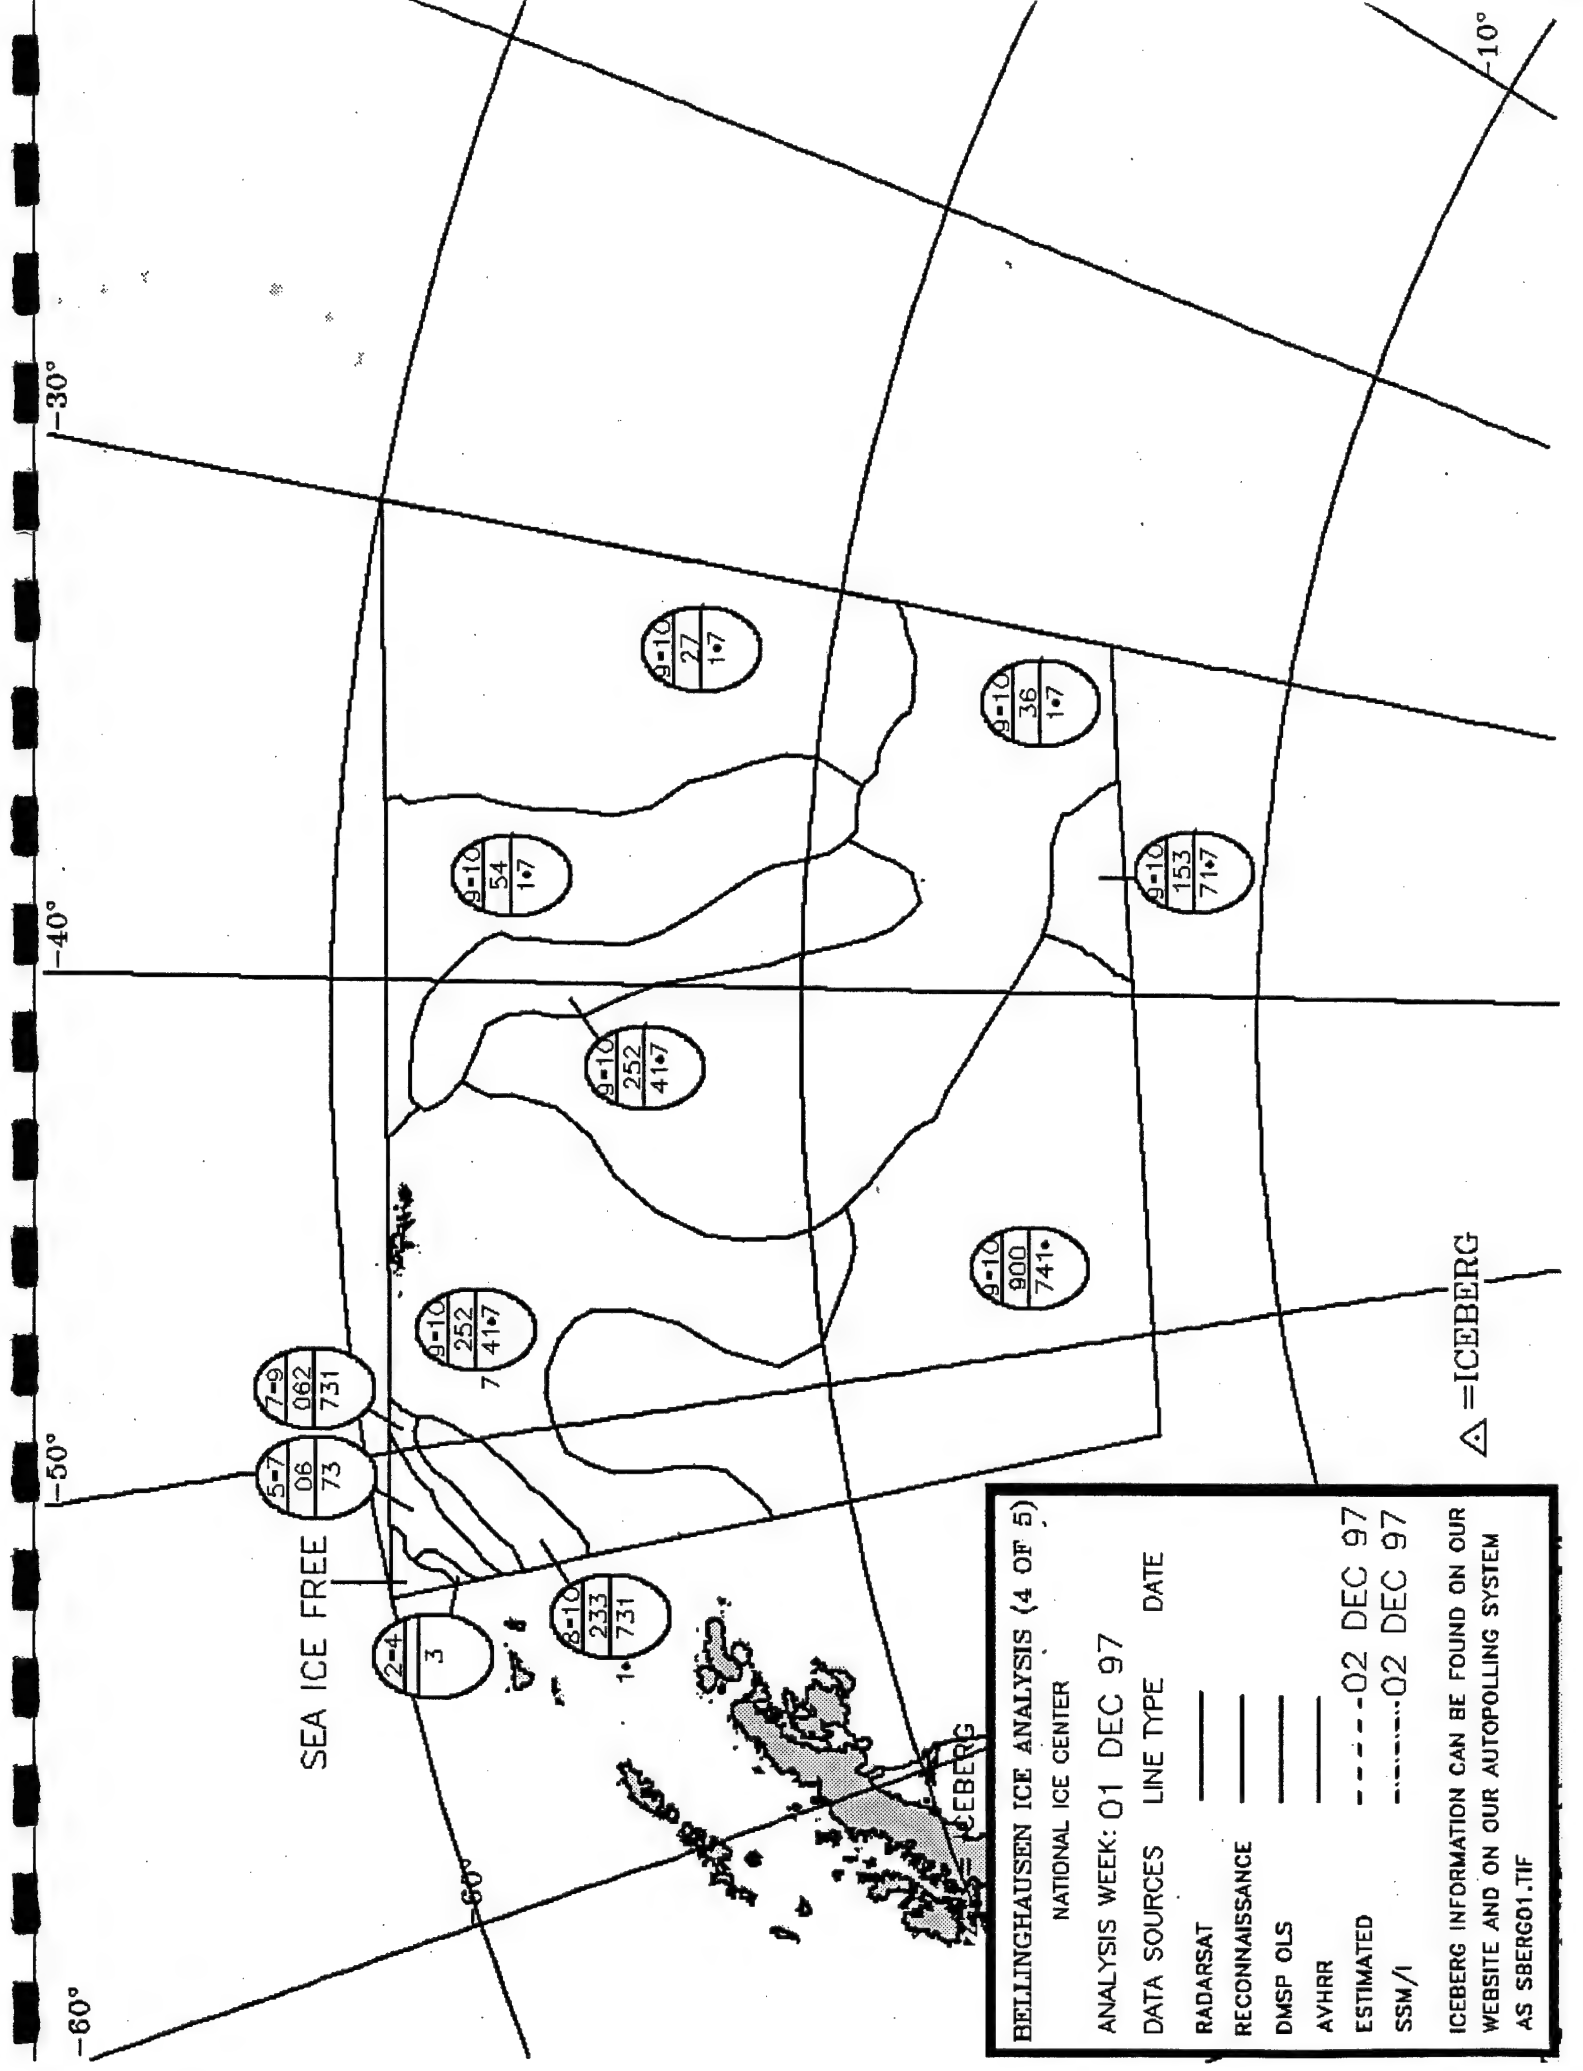 -60°
-50°
-40°
-30°
-10°
-60°
SEA ICE FREE
2-4
3
5-7
06
73
7-9
062
731
8-10
233
731
1•
9-10
252
41•7
7
9-10
252
41•7
9-10
54
1•7
9-10
27
1•7
9-10
36
1•7
9-10
153
71•7
9-10
900
741•
=ICEBERG
BELLINGHAUSEN ICE ANALYSIS (4 OF 5)
NATIONAL ICE CENTER
ANALYSIS WEEK: 01 DEC 97
DATA SOURCES LINE TYPE DATE
RADARSAT
RECONNAISSANCE
DMSP OLS
AVHRR
ESTIMATED 02 DEC 97
SSM/I 02 DEC 97
ICEBERG INFORMATION CAN BE FOUND ON OUR
WEBSITE AND ON OUR AUTOPOLLING SYSTEM
AS SBERG01.TIF